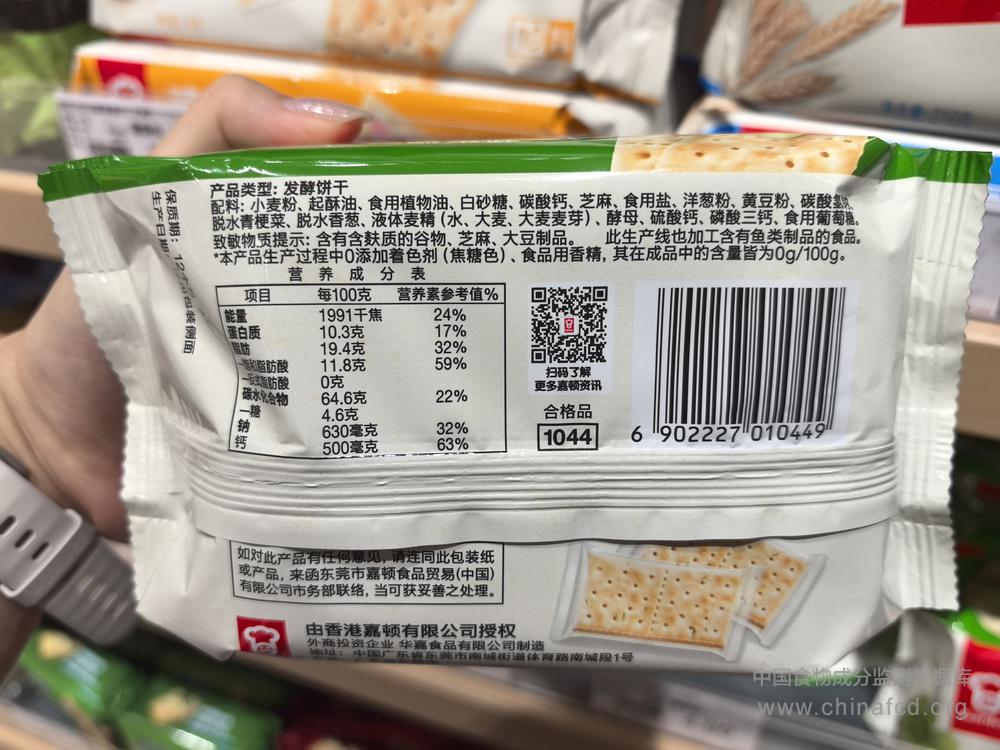 产品类型: 发酵饼干
配料: 小麦粉、起酥油、食用植物油、白砂糖、碳酸钙、芝麻、食用盐、洋葱粉、黄豆粉、碳酸氢
脱水青梗菜、脱水香葱、液体麦精 (水、大麦、大麦麦芽)、酵母、硫酸钙、磷酸三钙、食用葡萄糖。
致敏物质提示: 含有含麸质的谷物、芝麻、大豆制品。 此生产线也加工含有鱼类制品的食品。
*本产品生产过程中0添加着色剂 (焦糖色)、食品用香精, 其在成品中的含量皆为0g/100g。
保质期: 12
包装侧面
生产日期
营养成分表
项目 每100克 营养素参考值%
能量 1991千焦 24%
蛋白质 10.3克 17%
脂肪 19.4克 32%
饱和脂肪酸 11.8克 59%
反式脂肪酸 0克
碳水化合物 64.6克 22%
一糖 4.6克
钠 630毫克 32%
钙 500毫克 63%
扫码了解
更多嘉顿资讯
合格品
1044
6 902227 010449
如对此产品有任何意见, 请连同此包装纸
或产品, 来函东莞市嘉顿食品贸易(中国)
有限公司市务部联络, 当可获妥善之处理。
由香港嘉顿有限公司授权
外商投资企业 华嘉食品有限公司制造
地址: 中国广东省东莞市南城街道体育路南城段1号
中国食物成分监测数据库
www.chinafcd.org